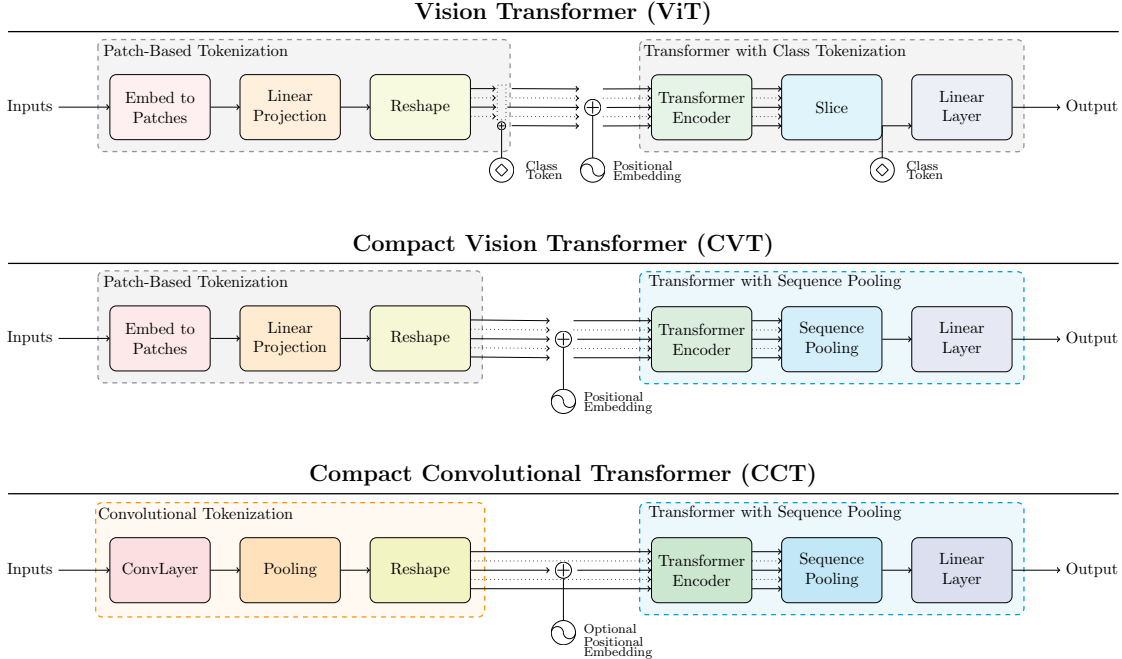 Vision Transformer (ViT)
Patch-Based Tokenization
Transformer with Class Tokenization
Inputs
Embed to
Patches
Linear
Projection
Reshape
Transformer
Encoder
Slice
Linear
Layer
Output
Class
Token
Positional
Embedding
Class
Token
Compact Vision Transformer (CVT)
Patch-Based Tokenization
Transformer with Sequence Pooling
Inputs
Embed to
Patches
Linear
Projection
Reshape
Transformer
Encoder
Sequence
Pooling
Linear
Layer
Output
Positional
Embedding
Compact Convolutional Transformer (CCT)
Convolutional Tokenization
Transformer with Sequence Pooling
Inputs
ConvLayer
Pooling
Reshape
Transformer
Encoder
Sequence
Pooling
Linear
Layer
Output
Optional
Positional
Embedding